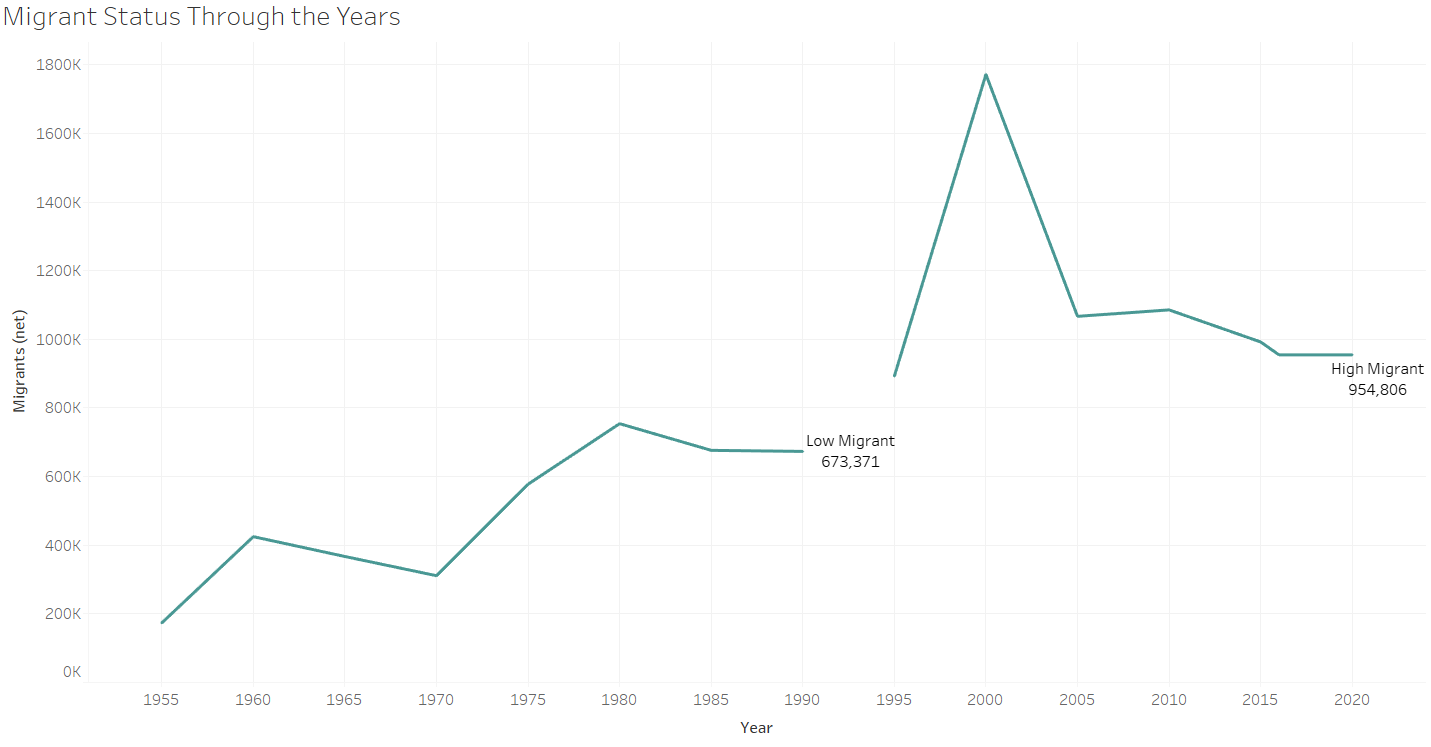 Migrant Status Through the Years
1800K
1600K
1400K
1200K
1000K
800K
600K
400K
200K
0K
Migrants (net)
Low Migrant
673,371
High Migrant
954,806
1955 1960 1965 1970 1975 1980 1985 1990 1995 2000 2005 2010 2015 2020
Year